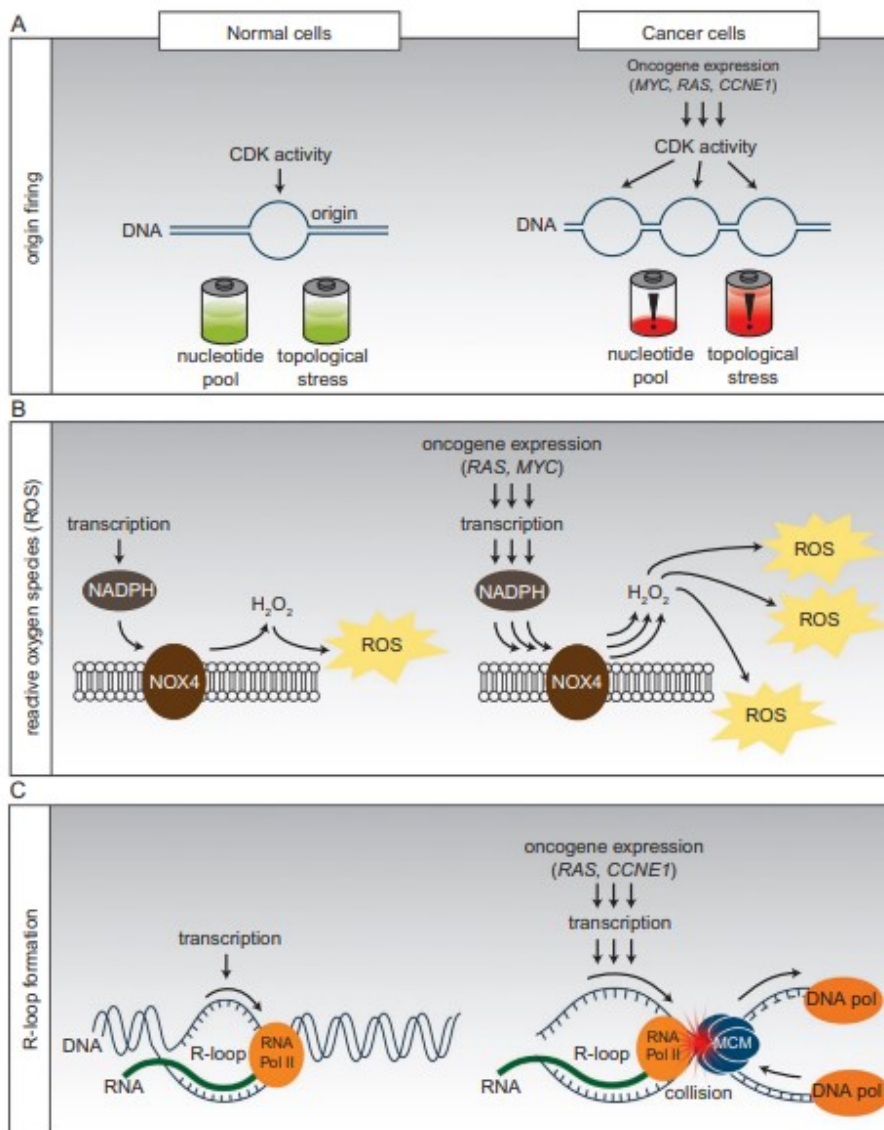 A
Normal cells
Cancer cells
origin firing
CDK activity
DNA
origin
nucleotide
pool
topological
stress
Oncogene expression
(MYC, RAS, CCNE1)
CDK activity
DNA
nucleotide
pool
topological
stress
B
reactive oxygen species (ROS)
transcription
NADPH
H2O2
ROS
NOX4
oncogene expression
(RAS, MYC)
transcription
NADPH
H2O2
ROS
ROS
ROS
NOX4
C
R-loop formation
transcription
DNA
R-loop
RNA
Pol II
RNA
oncogene expression
(RAS, CCNE1)
transcription
R-loop
RNA
Pol II
MCM
DNA pol
RNA
collision
DNA pol